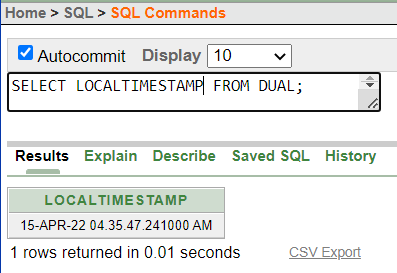 Home > SQL > SQL Commands
Autocommit Display 10
SELECT LOCALTIMESTAMP FROM DUAL;
Results Explain Describe Saved SQL History
LOCALTIMESTAMP
15-APR-22 04.35.47.241000 AM
1 rows returned in 0.01 seconds CSV Export